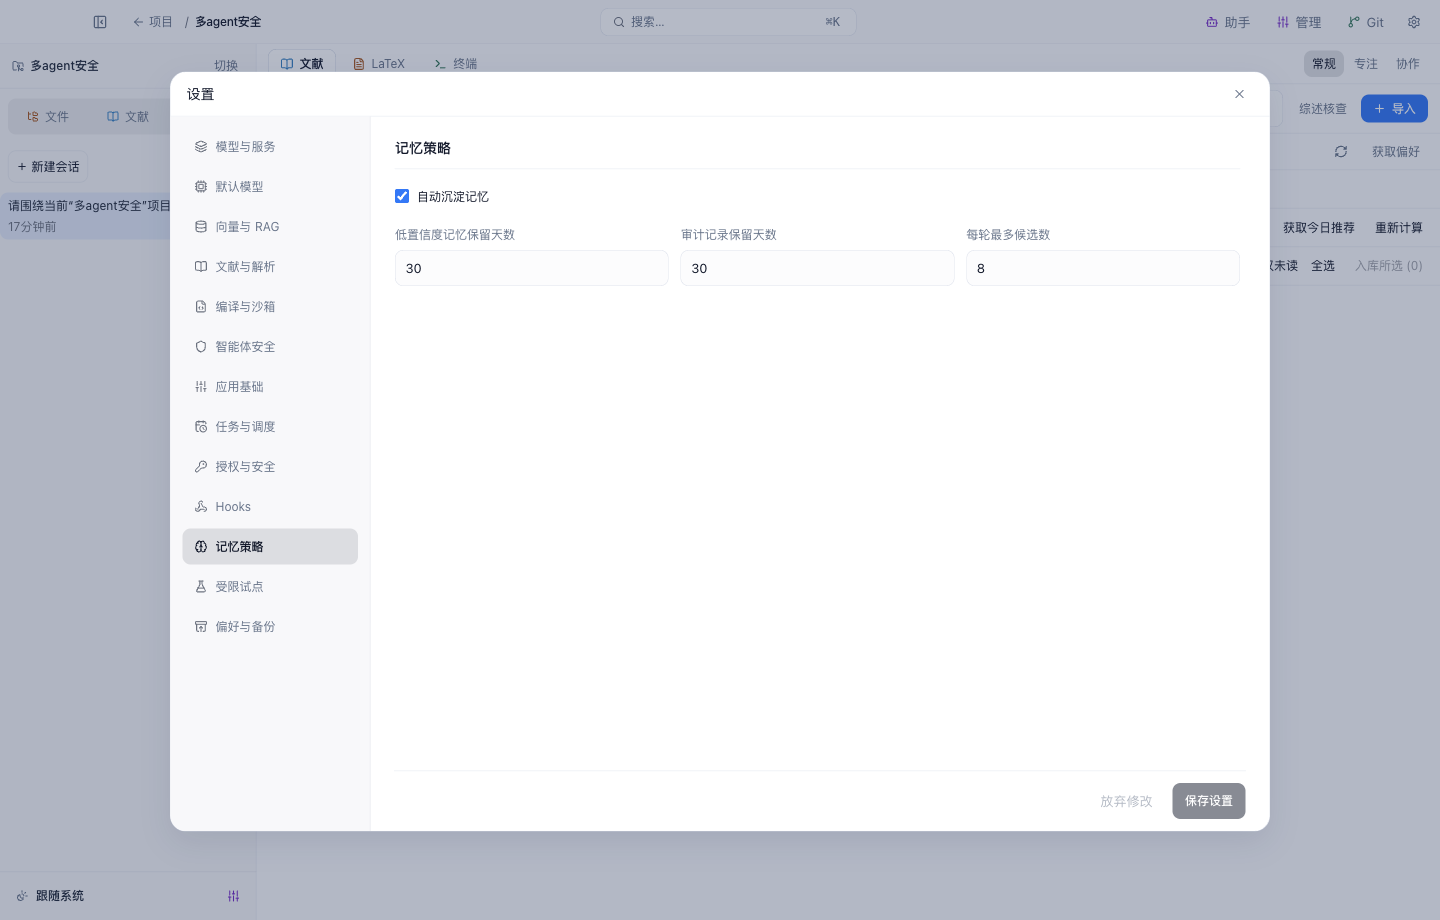 项目 / 多agent安全
搜索... ⌘K
助手 管理 Git
多agent安全 切换
文献 LaTeX 终端
常规 专注 协作
文件 文献
综述核查 + 导入
+ 新建会话
获取偏好
请围绕当前“多agent安全”项目
17分钟前
获取今日推荐 重新计算
未读 全选 入库所选 (0)
设置
模型与服务
默认模型
向量与 RAG
文献与解析
编译与沙箱
智能体安全
应用基础
任务与调度
授权与安全
Hooks
记忆策略
受限试点
偏好与备份
记忆策略
自动沉淀记忆
低置信度记忆保留天数 审计记录保留天数 每轮最多候选数
30 30 8
放弃修改 保存设置
跟随系统